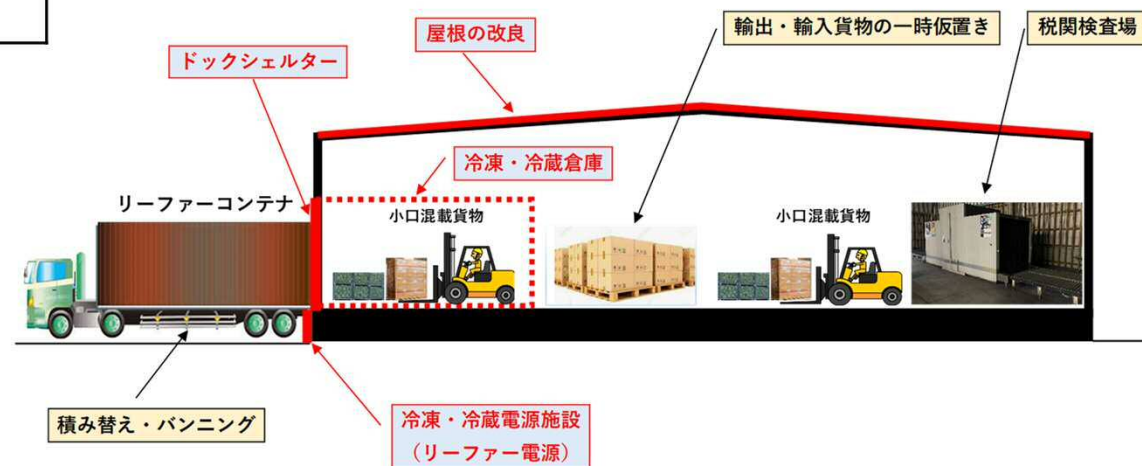 輸出・輸入貨物の一時仮置き
税関検査場
屋根の改良
ドックシェルター
冷凍・冷蔵倉庫
リーファーコンテナ
小口混載貨物
小口混載貨物
積み替え・バンニング
冷凍・冷蔵電源施設
（リーファー電源）